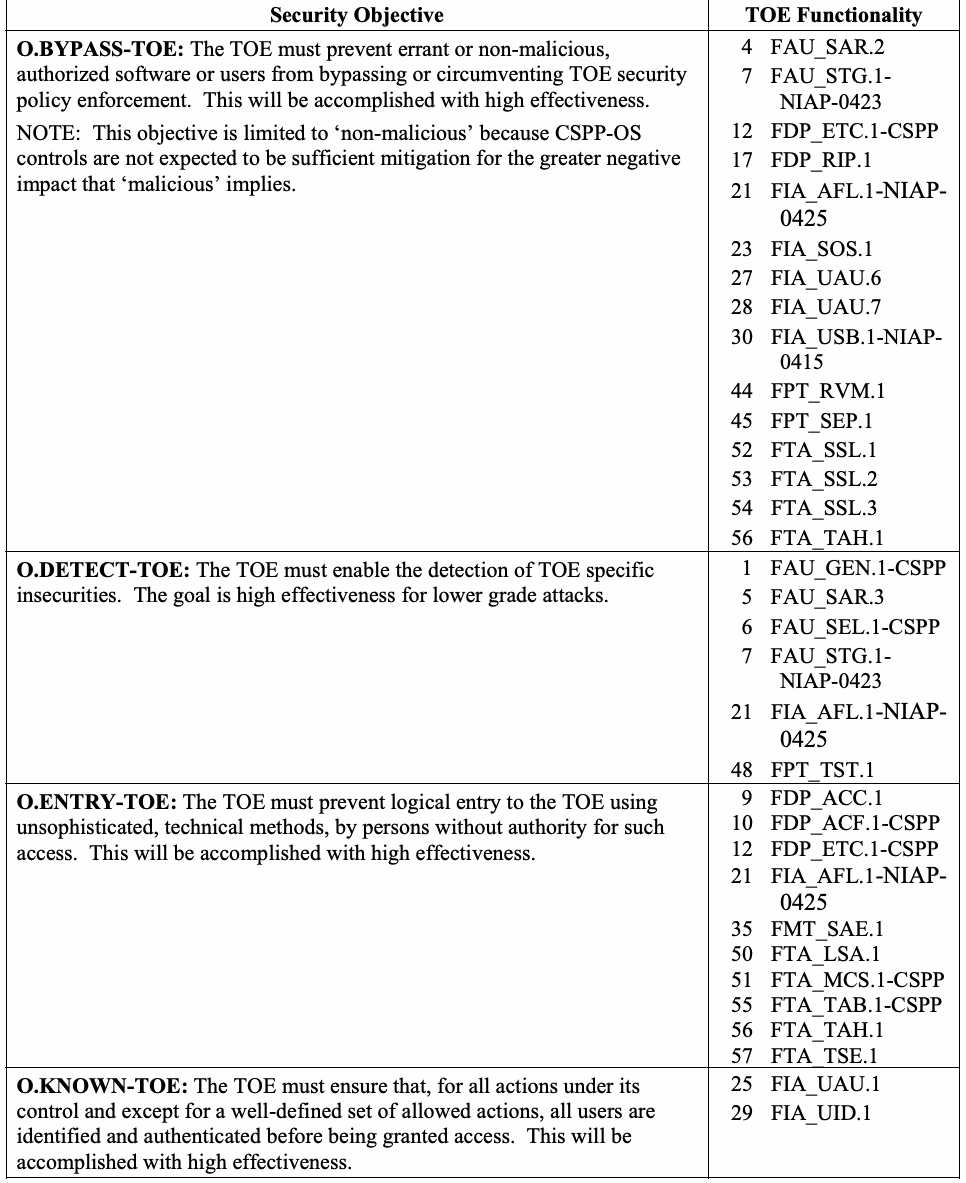 Security Objective
TOE Functionality
O.BYPASS-TOE: The TOE must prevent errant or non-malicious,
authorized software or users from bypassing or circumventing TOE security
policy enforcement. This will be accomplished with high effectiveness.
NOTE: This objective is limited to ‘non-malicious’ because CSPP-OS
controls are not expected to be sufficient mitigation for the greater negative
impact that ‘malicious’ implies.
4 FAU_SAR.2
7 FAU_STG.1-
NIAP-0423
12 FDP_ETC.1-CSPP
17 FDP_RIP.1
21 FIA_AFL.1-NIAP-
0425
23 FIA_SOS.1
27 FIA_UAU.6
28 FIA_UAU.7
30 FIA_USB.1-NIAP-
0415
44 FPT_RVM.1
45 FPT_SEP.1
52 FTA_SSL.1
53 FTA_SSL.2
54 FTA_SSL.3
56 FTA_TAH.1
O.DETECT-TOE: The TOE must enable the detection of TOE specific
insecurities. The goal is high effectiveness for lower grade attacks.
1 FAU_GEN.1-CSPP
5 FAU_SAR.3
6 FAU_SEL.1-CSPP
7 FAU_STG.1-
NIAP-0423
21 FIA_AFL.1-NIAP-
0425
48 FPT_TST.1
O.ENTRY-TOE: The TOE must prevent logical entry to the TOE using
unsophisticated, technical methods, by persons without authority for such
access. This will be accomplished with high effectiveness.
9 FDP_ACC.1
10 FDP_ACF.1-CSPP
12 FDP_ETC.1-CSPP
21 FIA_AFL.1-NIAP-
0425
35 FMT_SAE.1
50 FTA_LSA.1
51 FTA_MCS.1-CSPP
55 FTA_TAB.1-CSPP
56 FTA_TAH.1
57 FTA_TSE.1
O.KNOWN-TOE: The TOE must ensure that, for all actions under its
control and except for a well-defined set of allowed actions, all users are
identified and authenticated before being granted access. This will be
accomplished with high effectiveness.
25 FIA_UAU.1
29 FIA_UID.1